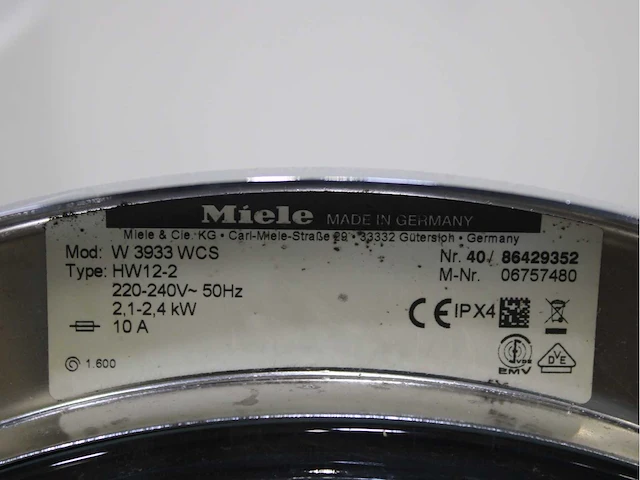 Miele MADE IN GERMANY
Miele & Cie. KG • Carl-Miele-Straße 29 • 33332 Gütersloh • Germany
Mod: W 3933 WCS
Nr. 40/ 86429352
Type: HW12-2
M-Nr. 06757480
220-240V~ 50Hz
2,1-2,4 kW
10 A
CE IPX4
1.600
EMV
DVE